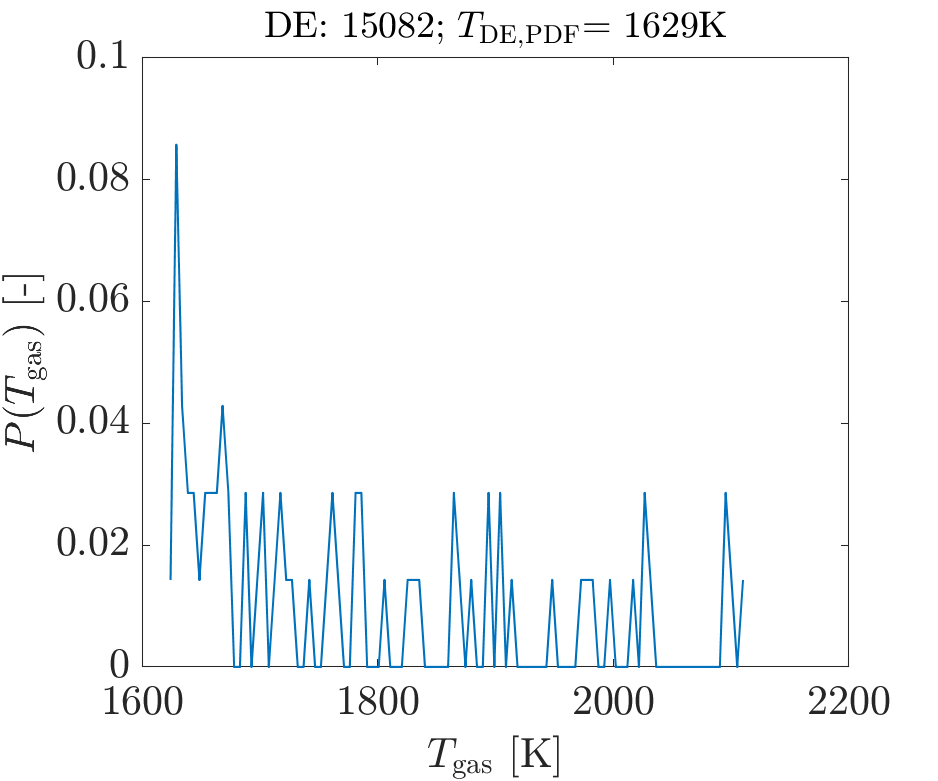 DE: 15082; T_DE,PDF= 1629K
0.1
0.08
0.06
0.04
0.02
0
P(T_gas) [-]
1600 1800 2000 2200
T_gas [K]